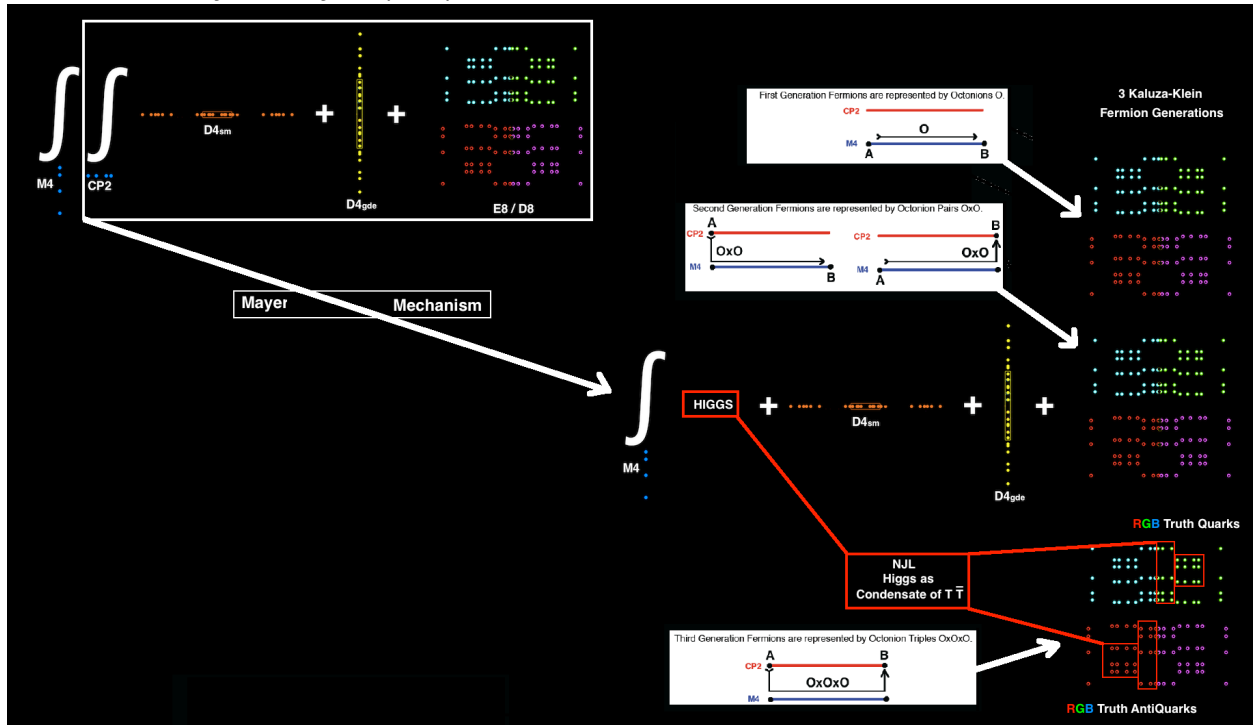 M4
CP2
D4sm
+
D4gde
+
E8 / D8
First Generation Fermions are represented by Octonions O.
CP2
O
M4
A
B
3 Kaluza-Klein
Fermion Generations
Second Generation Fermions are represented by Octonion Pairs OxO.
A
CP2
OxO
M4
B
B
CP2
OxO
M4
A
Mayer Mechanism
∫
M4
HIGGS
+
D4sm
+
D4gde
+
NJL
Higgs as
Condensate of T T̅
RGB Truth Quarks
Third Generation Fermions are represented by Octonion Triples OxOxO.
A
B
CP2
OxOxO
M4
RGB Truth AntiQuarks